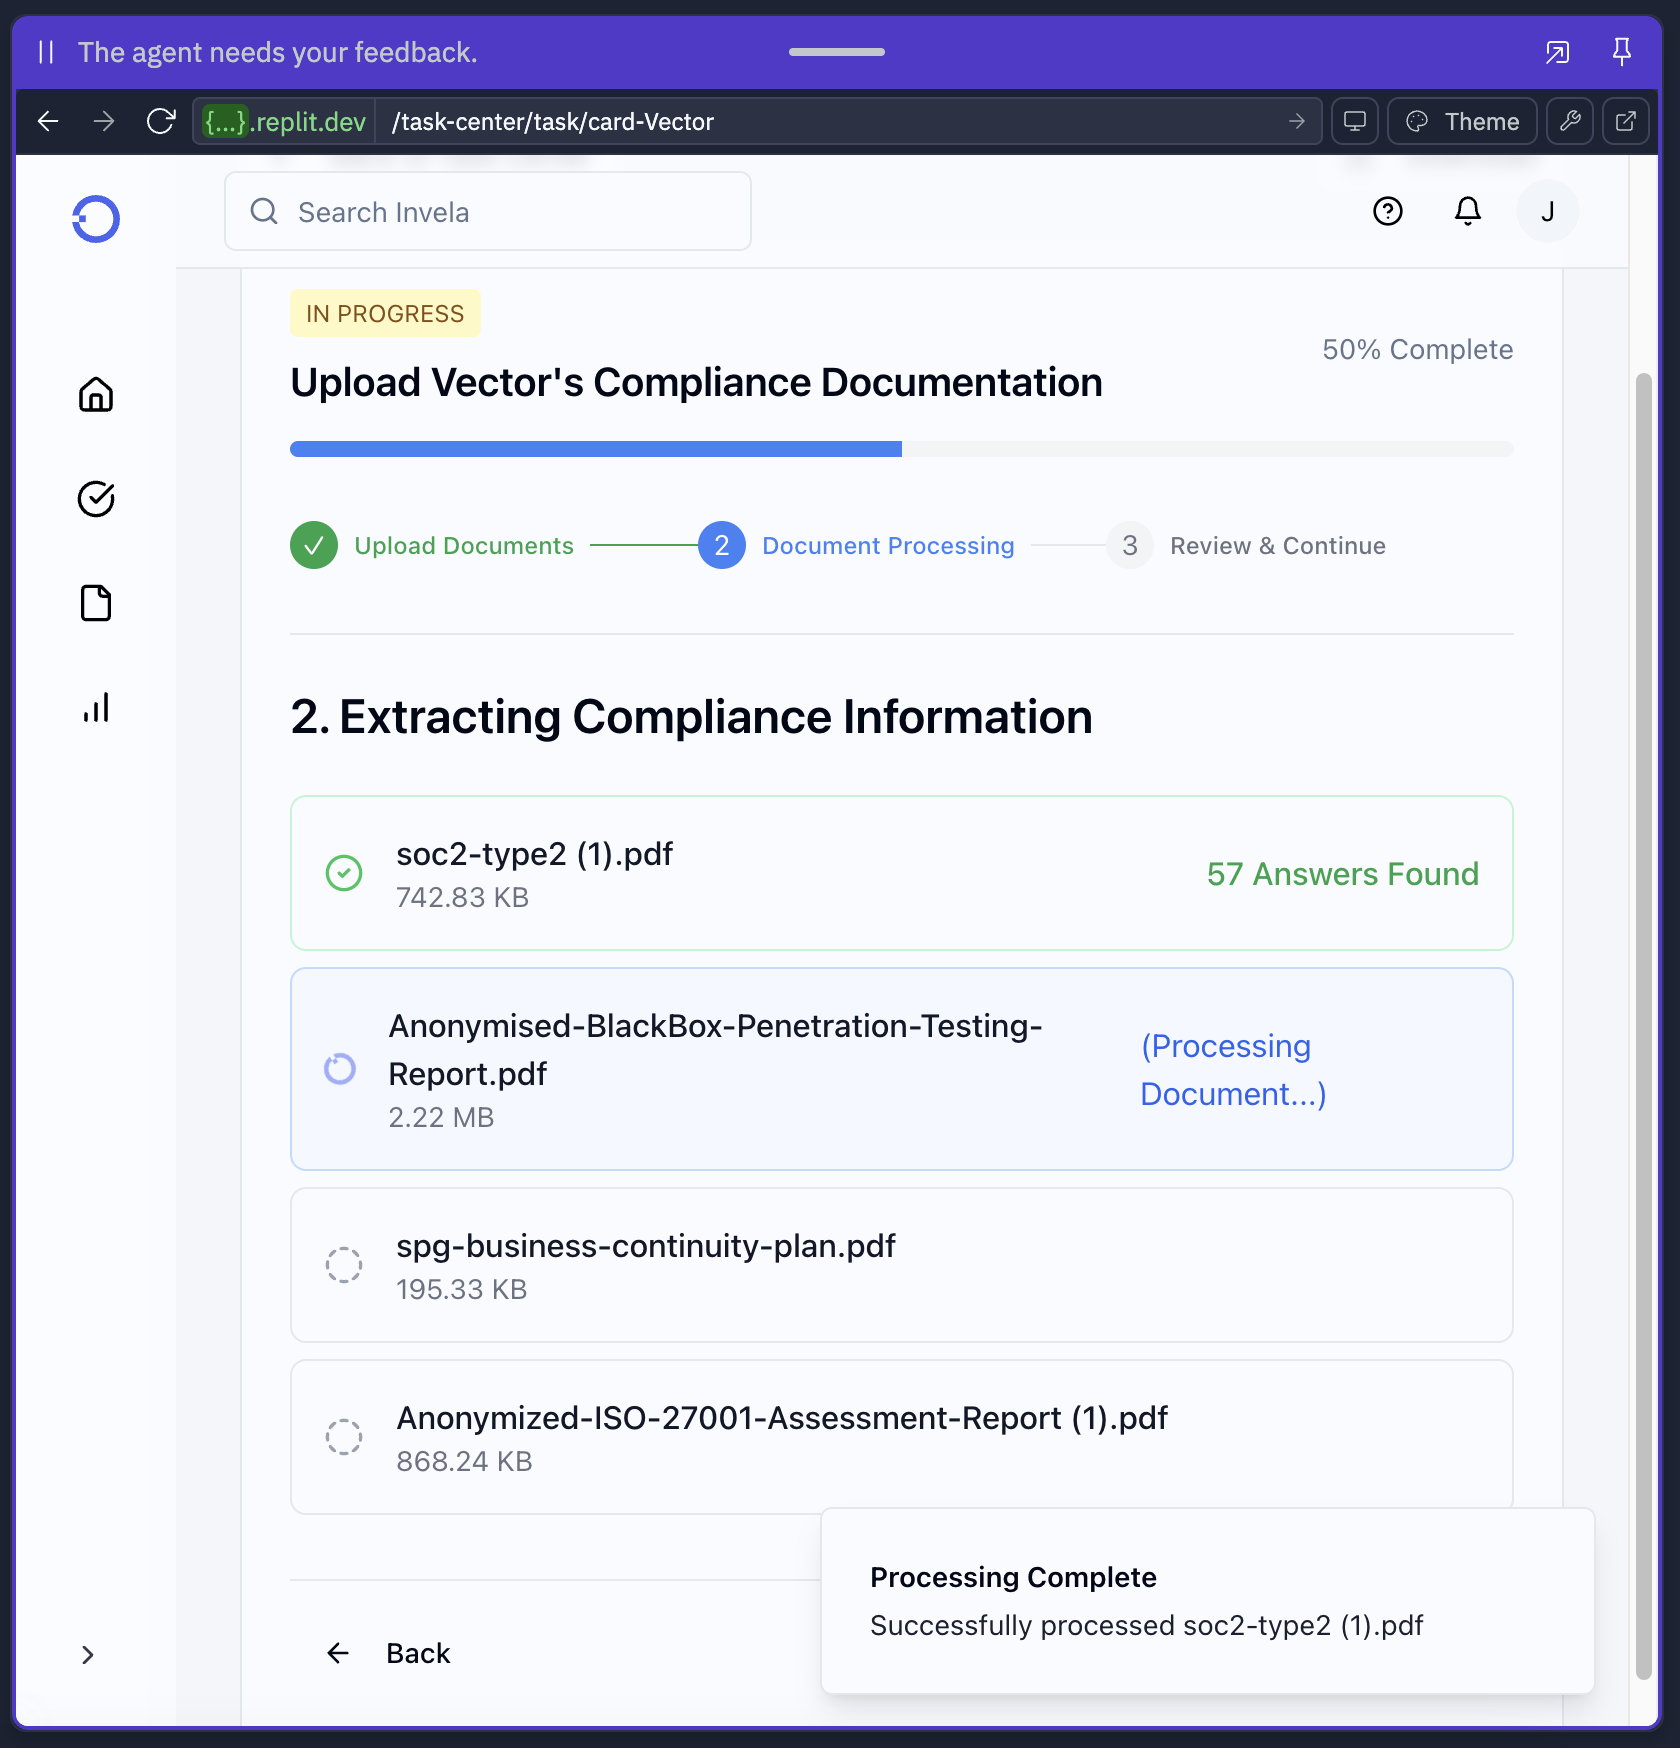 The agent needs your feedback.
{...}.replit.dev /task-center/task/card-Vector
Theme
Search Invela
J
IN PROGRESS
50% Complete
Upload Vector's Compliance Documentation
Upload Documents
2 Document Processing
3 Review & Continue
2. Extracting Compliance Information
soc2-type2 (1).pdf
742.83 KB
57 Answers Found
Anonymised-BlackBox-Penetration-Testing-
Report.pdf
2.22 MB
(Processing
Document...)
spg-business-continuity-plan.pdf
195.33 KB
Anonymized-ISO-27001-Assessment-Report (1).pdf
868.24 KB
Processing Complete
Successfully processed soc2-type2 (1).pdf
Back